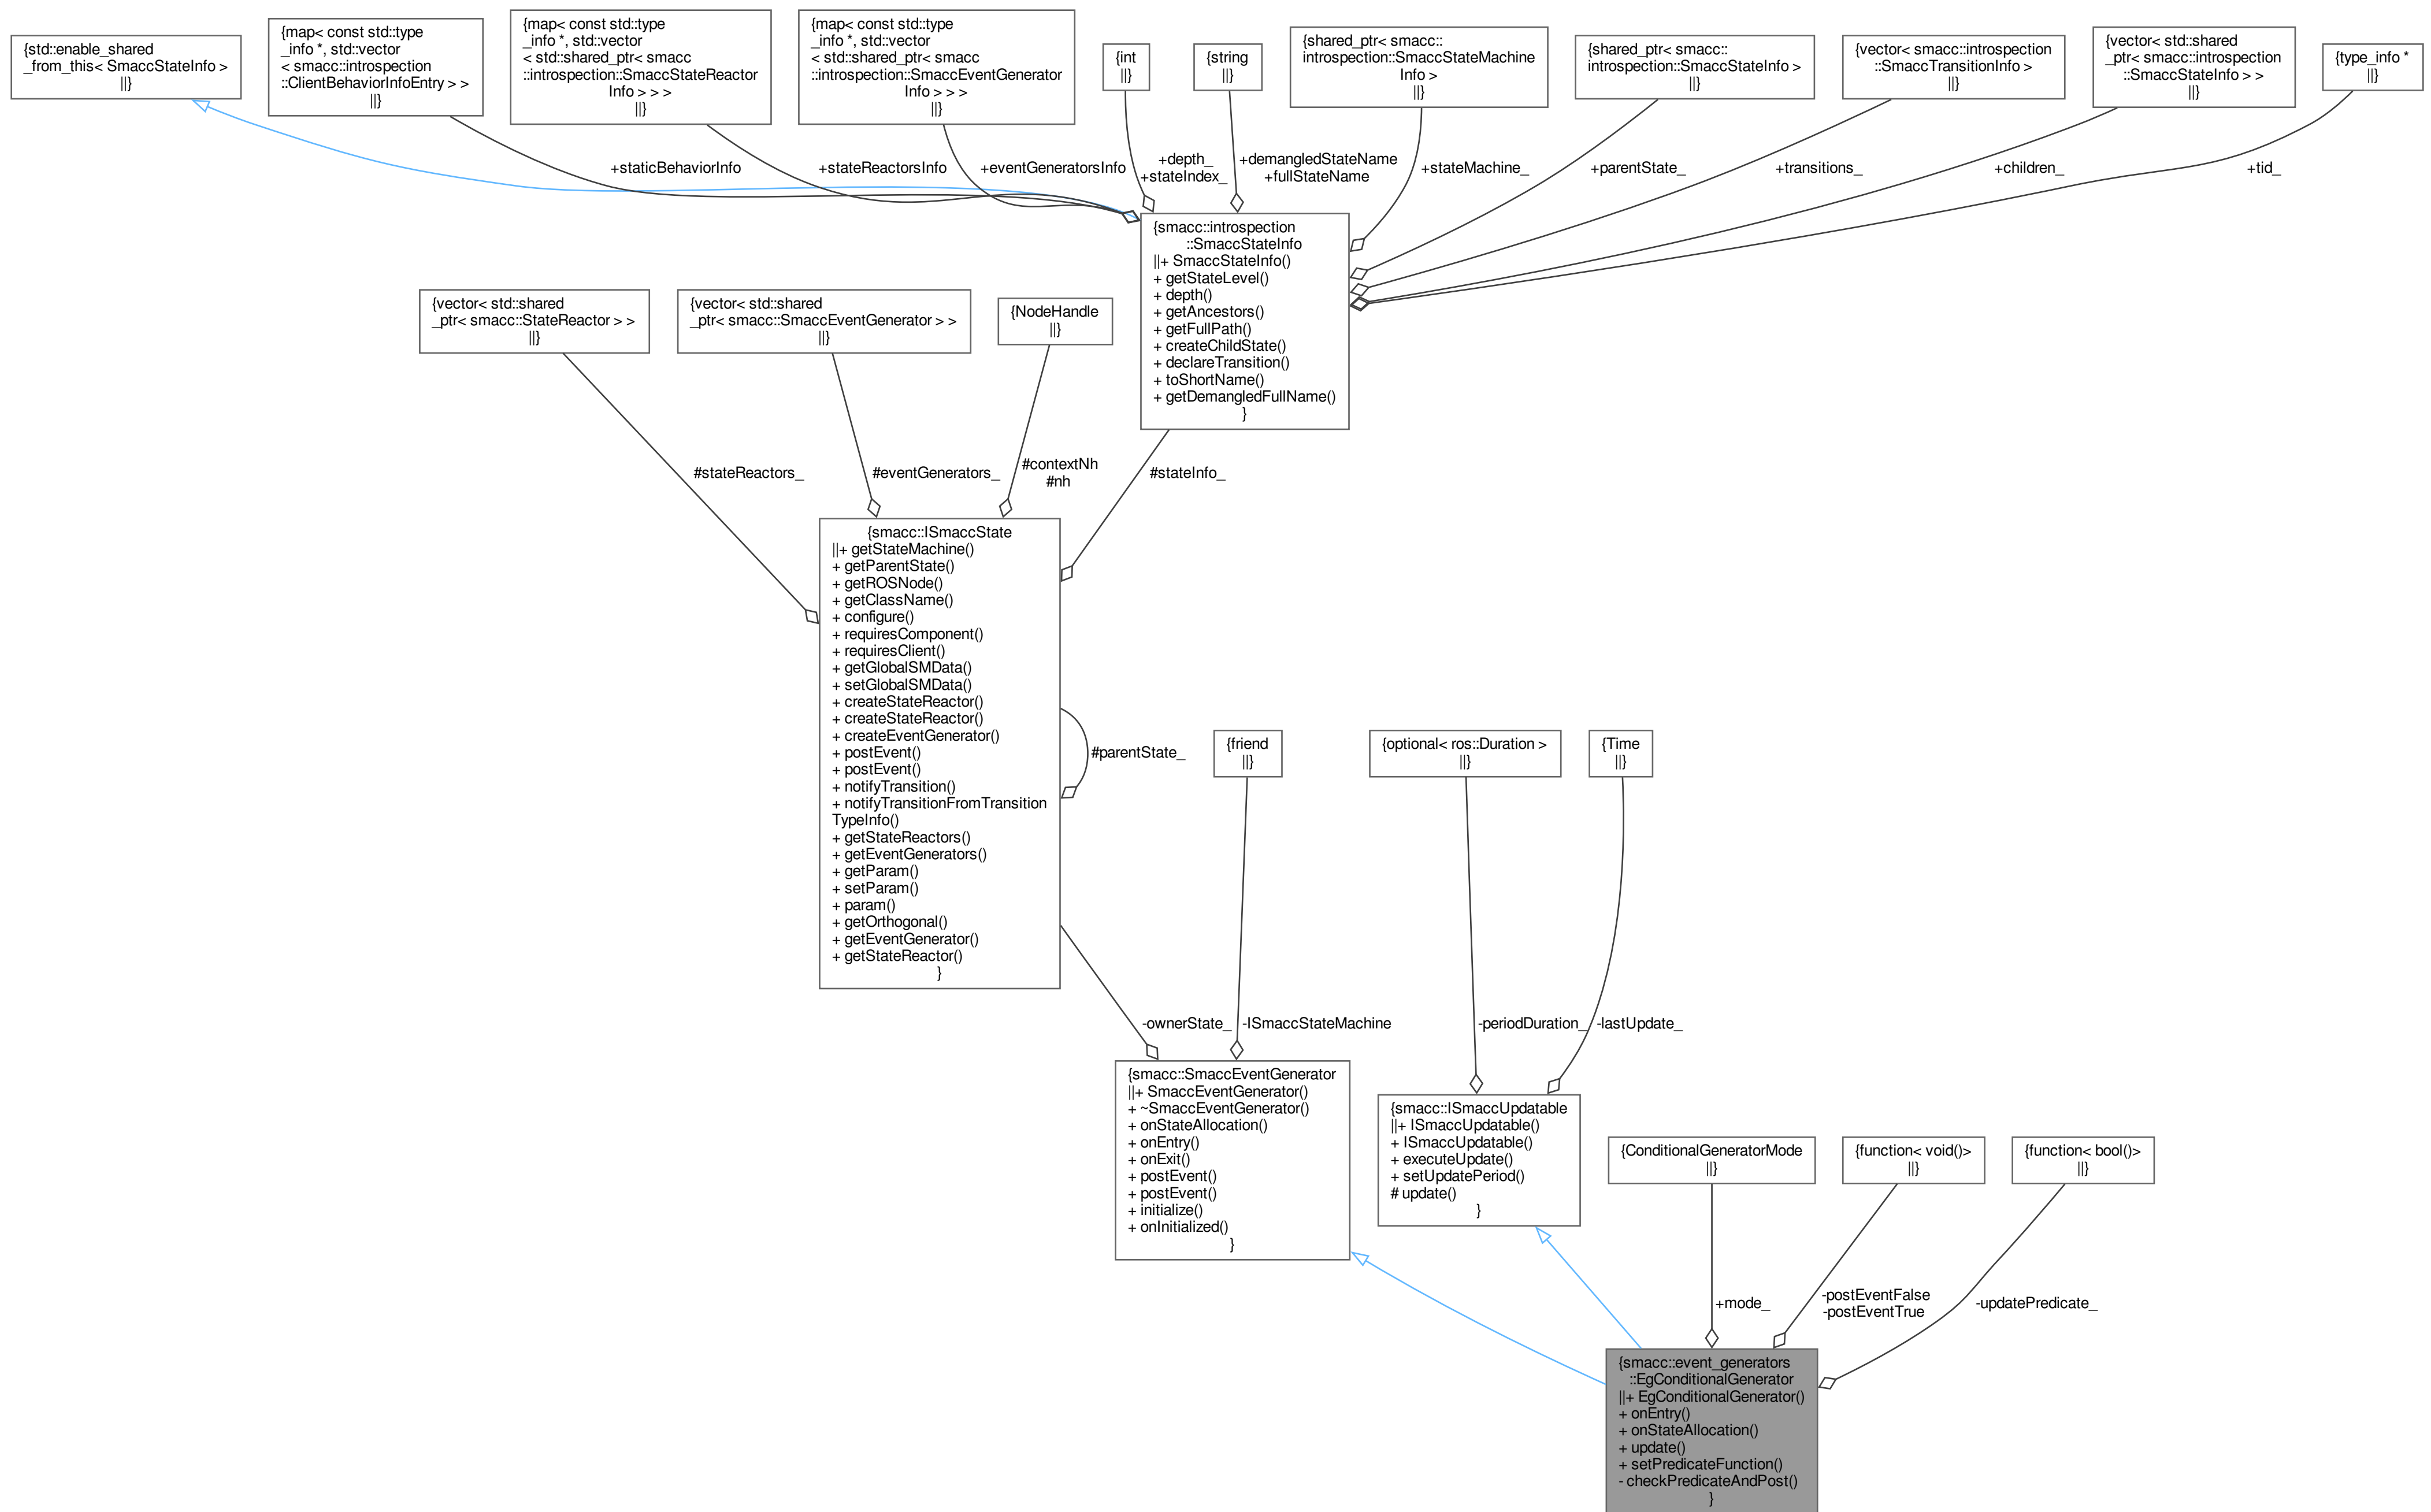 {std::enable_shared
_from_this< SmaccStateInfo >
||}
{map< const std::type
_info *, std::vector
< smacc::introspection
::ClientBehaviorInfoEntry > >
||}
{map< const std::type
_info *, std::vector
< std::shared_ptr< smacc
::introspection::SmaccStateReactor
Info > > >
||}
{map< const std::type
_info *, std::vector
< std::shared_ptr< smacc
::introspection::SmaccEventGenerator
Info > > >
||}
{int
||}
{string
||}
{shared_ptr< smacc::
introspection::SmaccStateMachine
Info >
||}
{shared_ptr< smacc::
introspection::SmaccStateInfo >
||}
{vector< smacc::introspection
::SmaccTransitionInfo >
||}
{vector< std::shared
_ptr< smacc::introspection
::SmaccStateInfo > >
||}
{type_info *
||}
+staticBehaviorInfo
+stateReactorsInfo
+eventGeneratorsInfo
+depth_
+stateIndex_
+demangledStateName
+fullStateName
+stateMachine_
+parentState_
+transitions_
+children_
+tid_
{smacc::introspection
::SmaccStateInfo
||+ SmaccStateInfo()
+ getStateLevel()
+ depth()
+ getAncestors()
+ getFullPath()
+ createChildState()
+ declareTransition()
+ toShortName()
+ getDemangledFullName()
}
{vector< std::shared
_ptr< smacc::StateReactor > >
||}
{vector< std::shared
_ptr< smacc::SmaccEventGenerator > >
||}
{NodeHandle
||}
#stateReactors_
#eventGenerators_
#contextNh
#nh
#stateInfo_
{smacc::ISmaccState
||+ getStateMachine()
+ getParentState()
+ getROSNode()
+ getClassName()
+ configure()
+ requiresComponent()
+ requiresClient()
+ getGlobalSMData()
+ setGlobalSMData()
+ createStateReactor()
+ createStateReactor()
+ createEventGenerator()
+ postEvent()
+ postEvent()
+ notifyTransition()
+ notifyTransitionFromTransition
TypeInfo()
+ getStateReactors()
+ getEventGenerators()
+ getParam()
+ setParam()
+ param()
+ getOrthogonal()
+ getEventGenerator()
+ getStateReactor()
}
#parentState_
{friend
||}
{optional< ros::Duration >
||}
{Time
||}
-ownerState_
-ISmaccStateMachine
-periodDuration_
-lastUpdate_
{smacc::SmaccEventGenerator
||+ SmaccEventGenerator()
+ ~SmaccEventGenerator()
+ onStateAllocation()
+ onEntry()
+ onExit()
+ postEvent()
+ postEvent()
+ initialize()
+ onInitialized()
}
{smacc::ISmaccUpdatable
||+ ISmaccUpdatable()
+ ISmaccUpdatable()
+ executeUpdate()
+ setUpdatePeriod()
# update()
}
{ConditionalGeneratorMode
||}
{function< void()>
||}
{function< bool()>
||}
+mode_
-postEventFalse
-postEventTrue
-updatePredicate_
{smacc::event_generators
::EgConditionalGenerator
||+ EgConditionalGenerator()
+ onEntry()
+ onStateAllocation()
+ update()
+ setPredicateFunction()
- checkPredicateAndPost()
}